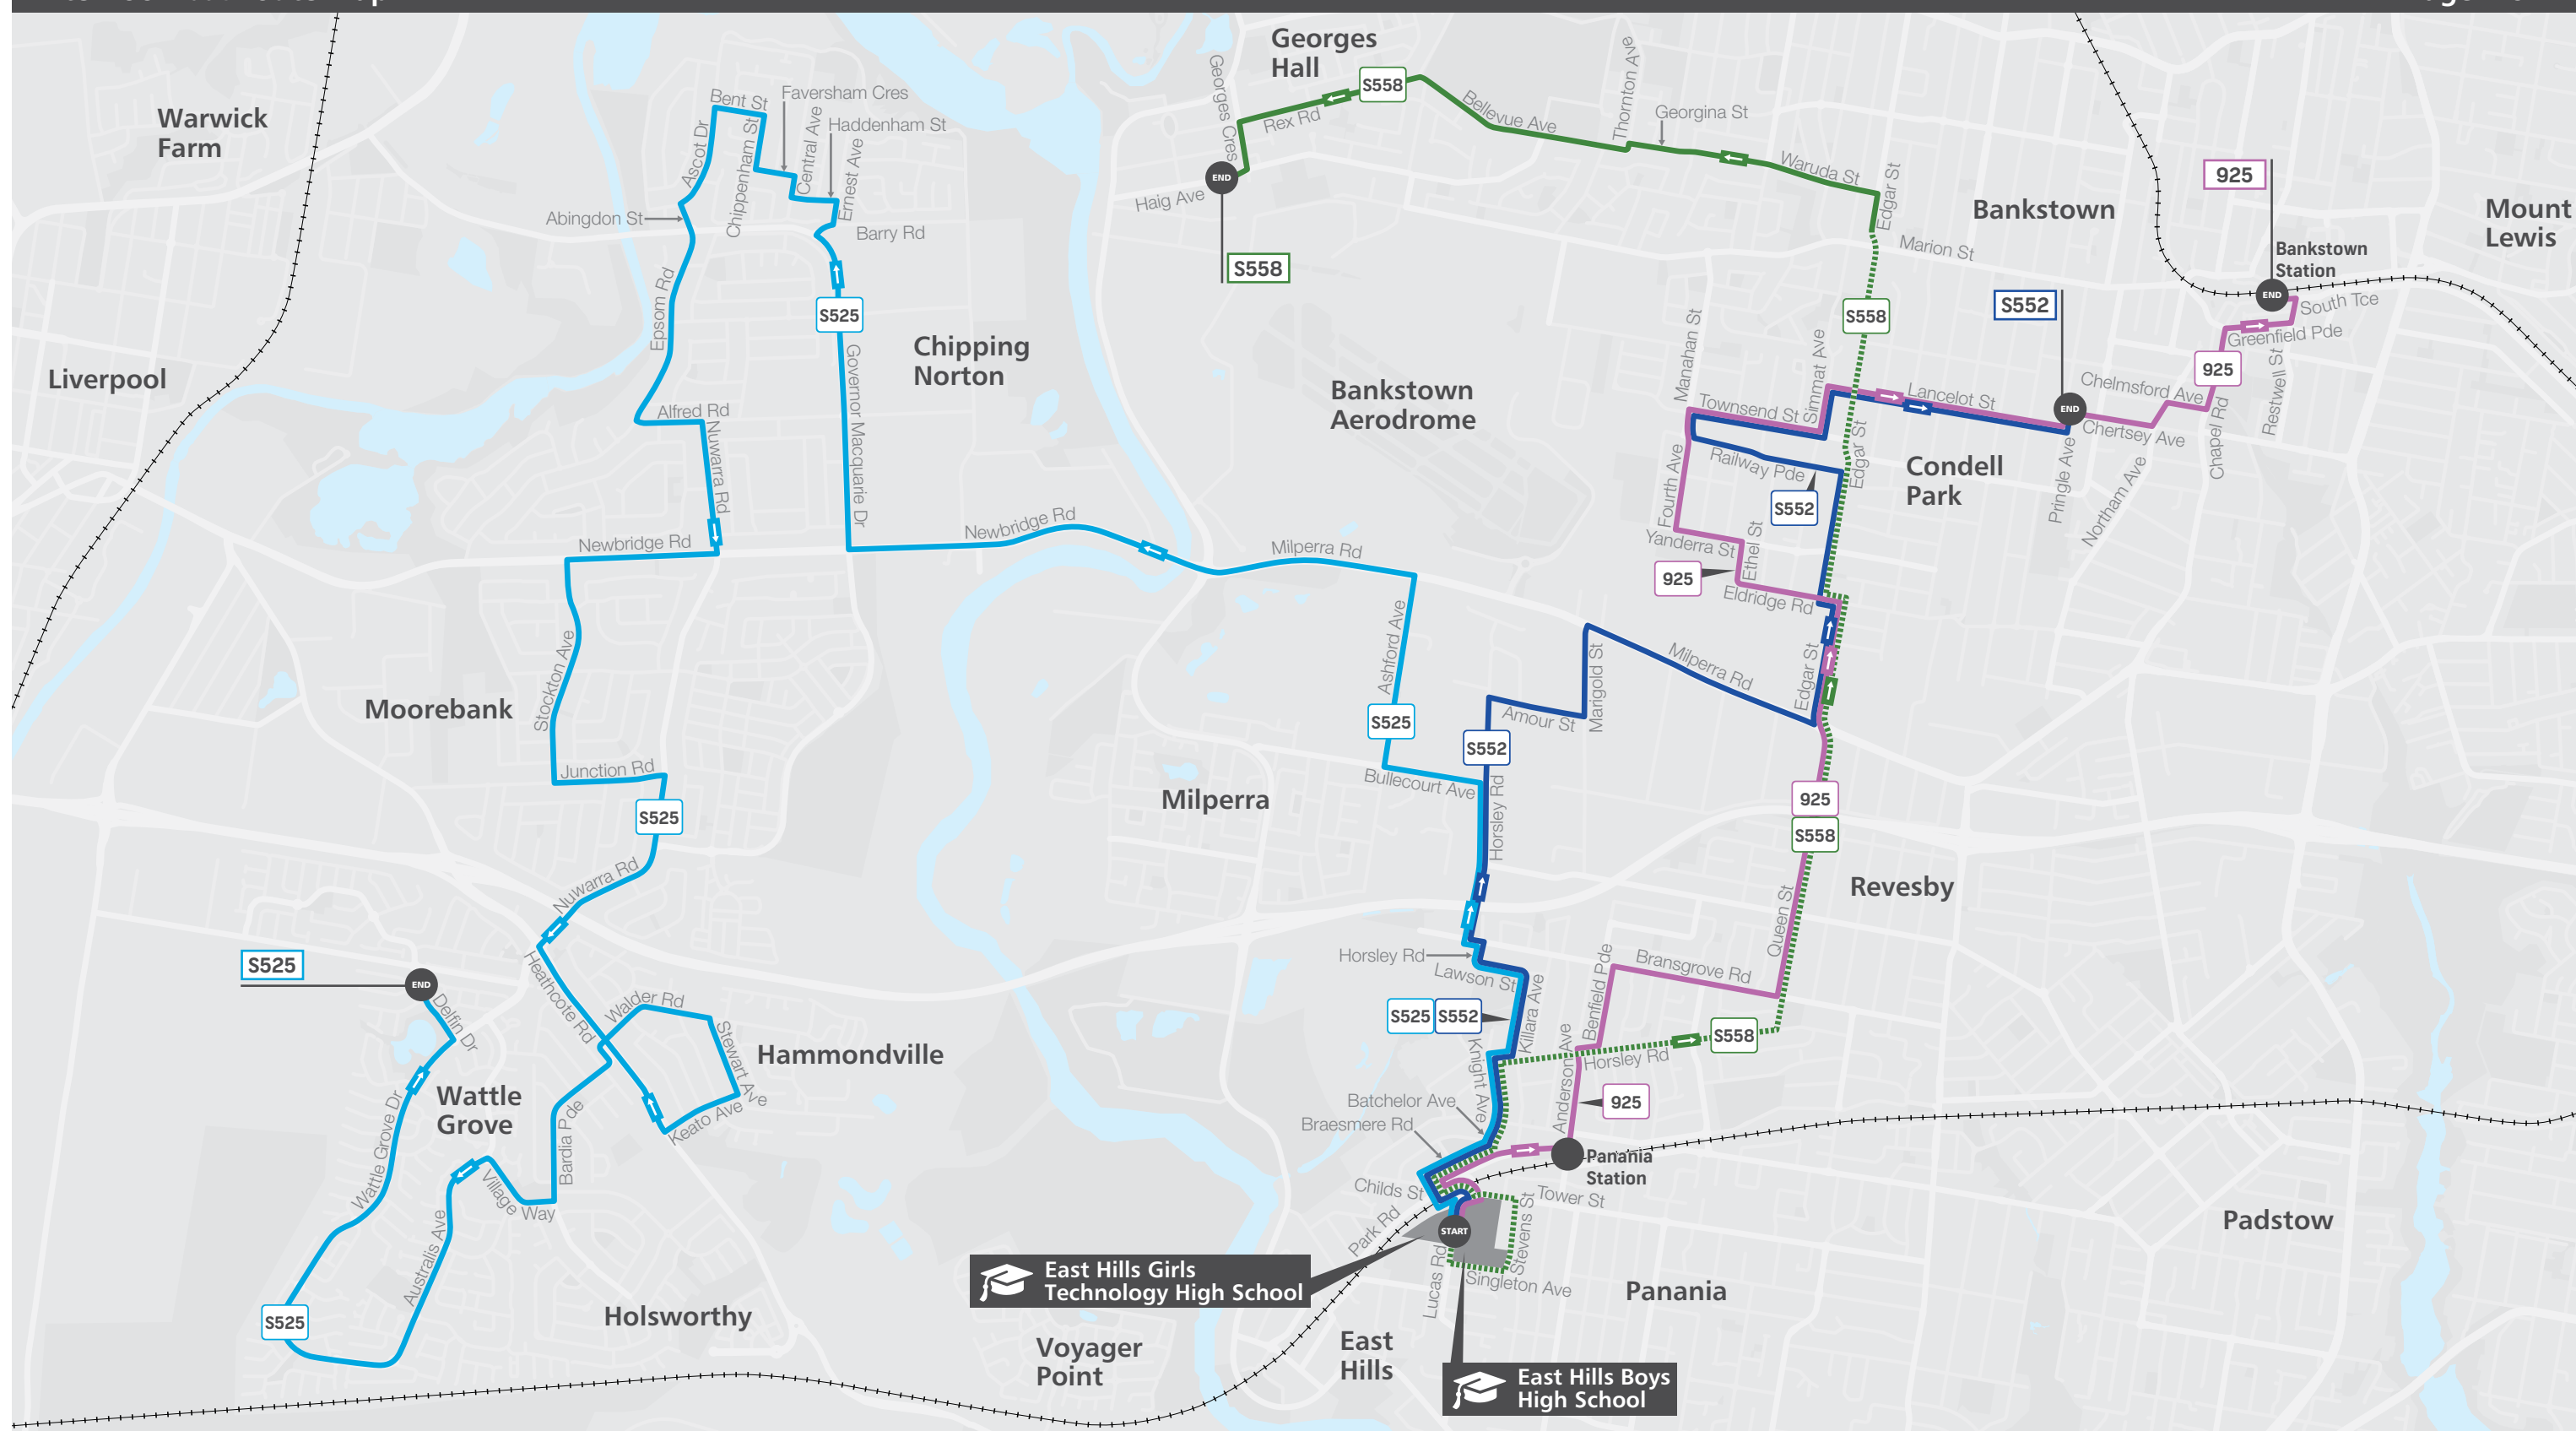 Georges
Hall
Warwick
Farm
Bent St
Faversham Cres
Haddenham St
Ascot Dr
Chippenham St
Central Ave
Ernest Ave
Abingdon St
Barry Rd
Epsom Rd
S525
Governor Macquarie Dr
Chipping
Norton
Liverpool
Alfred Rd
Nuwarra Rd
Newbridge Rd
Newbridge Rd
Milperra Rd
Georges Cres
Rex Rd
S558
Bellevue Ave
Thornton Ave
Georgina St
Waruda St
Edgar St
END
Haig Ave
S558
Marion St
Bankstown
925
Mount
Lewis
Bankstown
Station
END
South Tce
Greenfield Pde
S552
S558
925
Restwell St
Chelmsford Ave
Chapel Rd
END
Chertsey Ave
Pringle Ave
Northam Ave
Lancelot St
Manahan St
Simmat Ave
Townsend St
Bankstown
Aerodrome
Railway Pde
Edgar St
Condell
Park
Fourth Ave
S552
Yanderra St
Ethel St
925
Eldridge Rd
Edgar St
Milperra Rd
Marigold St
Amour St
Ashford Ave
S525
S552
Bullecourt Ave
Horsley Rd
Milperra
Moorebank
Stockton Ave
Junction Rd
S525
Nuwarra Rd
925
S558
Revesby
Queen St
Bransgrove Rd
Benfield Pde
Horsley Rd
Lawson St
S525
S552
Killara Ave
Knight Ave
Anderson Ave
Horsley Rd
S558
925
Batchelor Ave
Braesmere Rd
Panania
Station
Childs St
Park Rd
START
Tower St
Stevens St
Singleton Ave
Lucas Rd
Panania
Padstow
S525
END
Delfin Dr
Heathcote Rd
Walder Rd
Stewart Ave
Keato Ave
Hammondville
Wattle
Grove
Wattle Grove Dr
Bardia Pde
Village Way
Australis Ave
S525
Holsworthy
East Hills Girls
Technology High School
Voyager
Point
East
Hills
East Hills Boys
High School